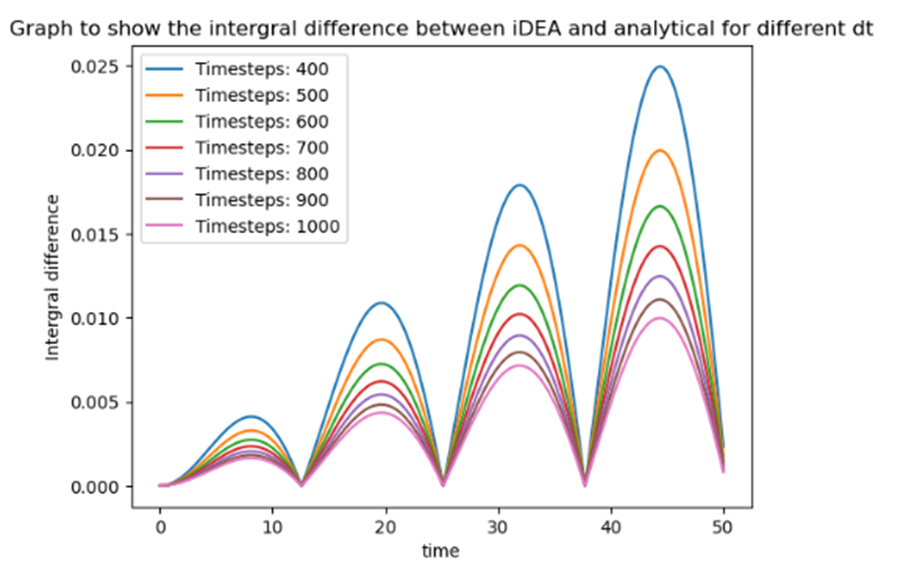 Graph to show the intergral difference between iDEA and analytical for different dt
Timesteps: 400
Timesteps: 500
Timesteps: 600
Timesteps: 700
Timesteps: 800
Timesteps: 900
Timesteps: 1000
Intergral difference
0.025
0.020
0.015
0.010
0.005
0.000
0 10 20 30 40 50
time